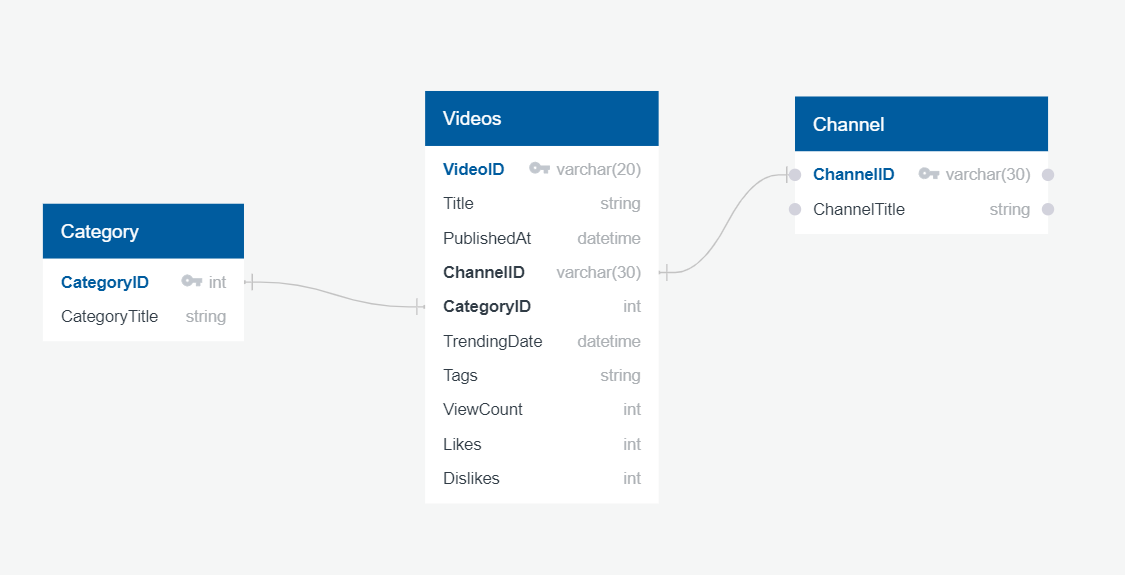 Category
CategoryID int
CategoryTitle string
Videos
VideoID varchar(20)
Title string
PublishedAt datetime
ChannelID varchar(30)
CategoryID int
TrendingDate datetime
Tags string
ViewCount int
Likes int
Dislikes int
Channel
ChannelID varchar(30)
ChannelTitle string